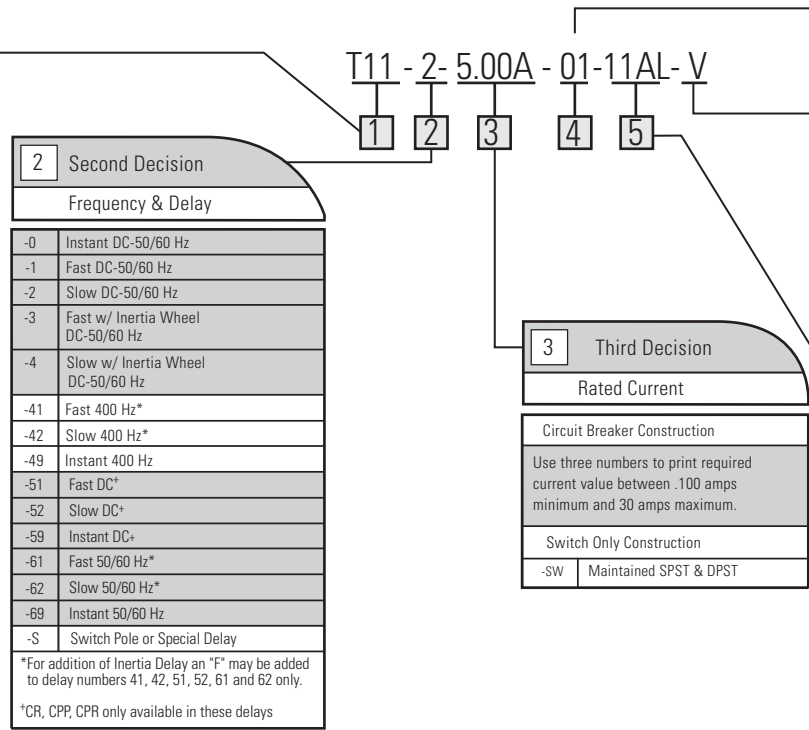 T11 - 2- 5.00A - 01-11AL- V
1 2 3 4 5
2 Second Decision
Frequency & Delay
-0 Instant DC-50/60 Hz
-1 Fast DC-50/60 Hz
-2 Slow DC-50/60 Hz
-3 Fast w/ Inertia Wheel
DC-50/60 Hz
-4 Slow w/ Inertia Wheel
DC-50/60 Hz
-41 Fast 400 Hz*
-42 Slow 400 Hz*
-49 Instant 400 Hz
-51 Fast DC+
-52 Slow DC+
-59 Instant DC+
-61 Fast 50/60 Hz*
-62 Slow 50/60 Hz*
-69 Instant 50/60 Hz
-S Switch Pole or Special Delay
*For addition of Inertia Delay an "F" may be added
to delay numbers 41, 42, 51, 52, 61 and 62 only.
+CR, CPP, CPR only available in these delays
3 Third Decision
Rated Current
Circuit Breaker Construction
Use three numbers to print required
current value between .100 amps
minimum and 30 amps maximum.
Switch Only Construction
-SW Maintained SPST & DPST